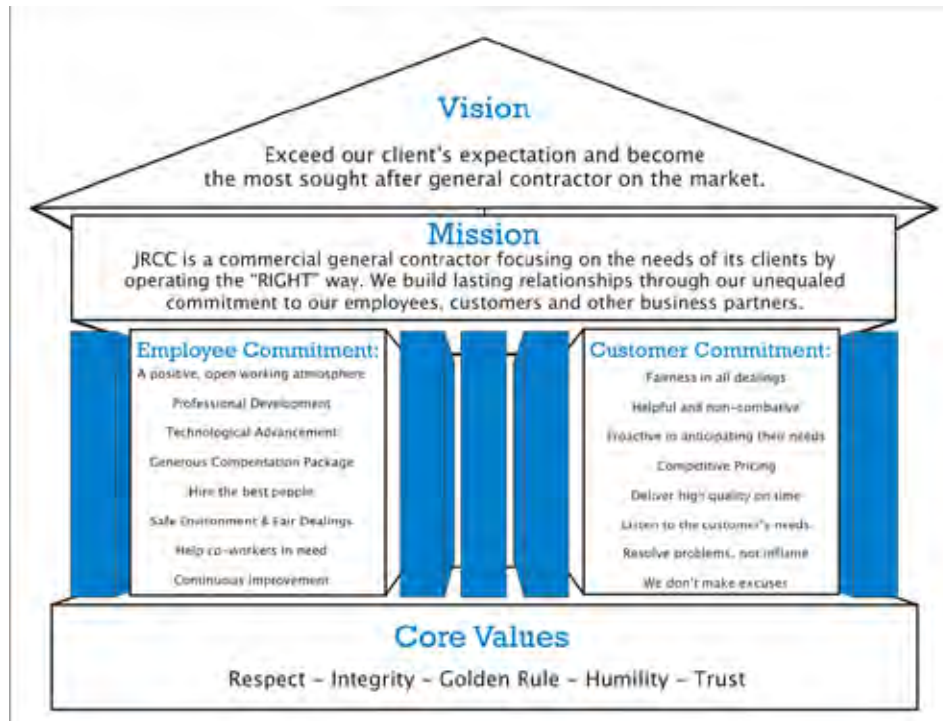 Vision
Exceed our client's expectation and become
the most sought after general contractor on the market.
Mission
JRCC is a commercial general contractor focusing on the needs of its clients by
operating the "RIGHT" way. We build lasting relationships through our unequaled
commitment to our employees, customers and other business partners.
Employee Commitment:
A positive, open working atmosphere
Professional Development
Technological Advancement
Generous Compentation Package
Hire the best people
Safe Environment & Fair Dealings
Help co-workers in need
Continuous improvement
Customer Commitment:
Fairness in all dealings
Helpful and non-combative
Proactive in anticipating their needs
Competitive Pricing
Deliver high quality on time
Listen to the customer's needs
Resolve problems, not inflame
We don't make excuses
Core Values
Respect – Integrity – Golden Rule – Humility – Trust